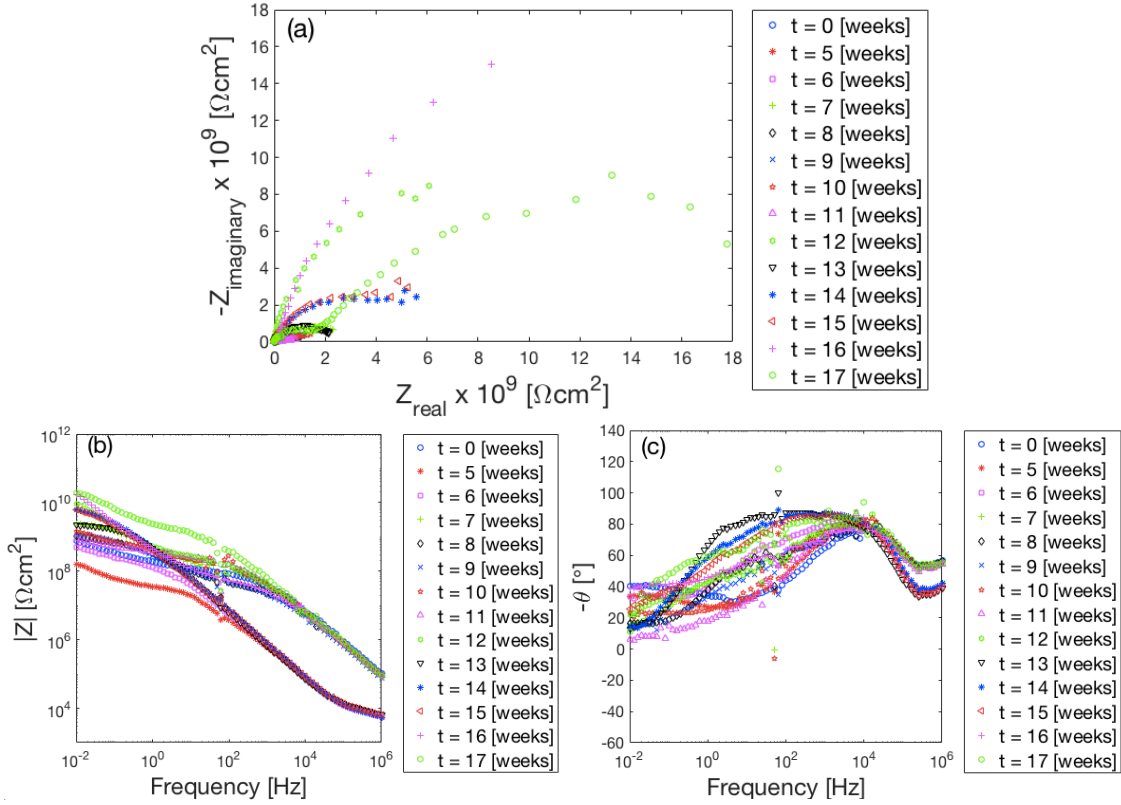 (a)
18
16
14
12
10
8
6
4
2
0
-Z_imaginary x 10^9 [Ωcm^2]
0 2 4 6 8 10 12 14 16 18
Z_real x 10^9 [Ωcm^2]
t = 0 [weeks]
t = 5 [weeks]
t = 6 [weeks]
t = 7 [weeks]
t = 8 [weeks]
t = 9 [weeks]
t = 10 [weeks]
t = 11 [weeks]
t = 12 [weeks]
t = 13 [weeks]
t = 14 [weeks]
t = 15 [weeks]
t = 16 [weeks]
t = 17 [weeks]
(b)
10^12
10^10
10^8
10^6
10^4
|Z| [Ωcm^2]
10^-2 10^0 10^2 10^4 10^6
Frequency [Hz]
t = 0 [weeks]
t = 5 [weeks]
t = 6 [weeks]
t = 7 [weeks]
t = 8 [weeks]
t = 9 [weeks]
t = 10 [weeks]
t = 11 [weeks]
t = 12 [weeks]
t = 13 [weeks]
t = 14 [weeks]
t = 15 [weeks]
t = 16 [weeks]
t = 17 [weeks]
(c)
140
120
100
80
60
40
20
0
-20
-40
-60
-θ [°]
10^-2 10^0 10^2 10^4 10^6
Frequency [Hz]
t = 0 [weeks]
t = 5 [weeks]
t = 6 [weeks]
t = 7 [weeks]
t = 8 [weeks]
t = 9 [weeks]
t = 10 [weeks]
t = 11 [weeks]
t = 12 [weeks]
t = 13 [weeks]
t = 14 [weeks]
t = 15 [weeks]
t = 16 [weeks]
t = 17 [weeks]